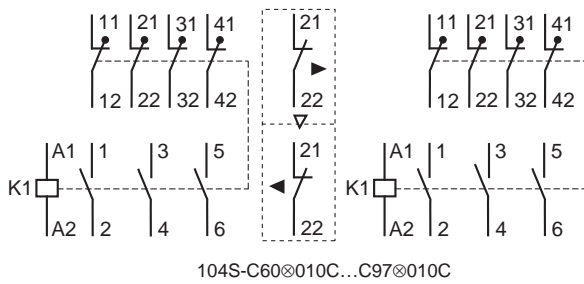 11 21 31 41 21 11 21 31 41
12 22 32 42 22 12 22 32 42
A1 1 3 5 21 A1 1 3 5
K1 K1
A2 2 4 6 22 A2 2 4 6
104S-C60⊗010C...C97⊗010C